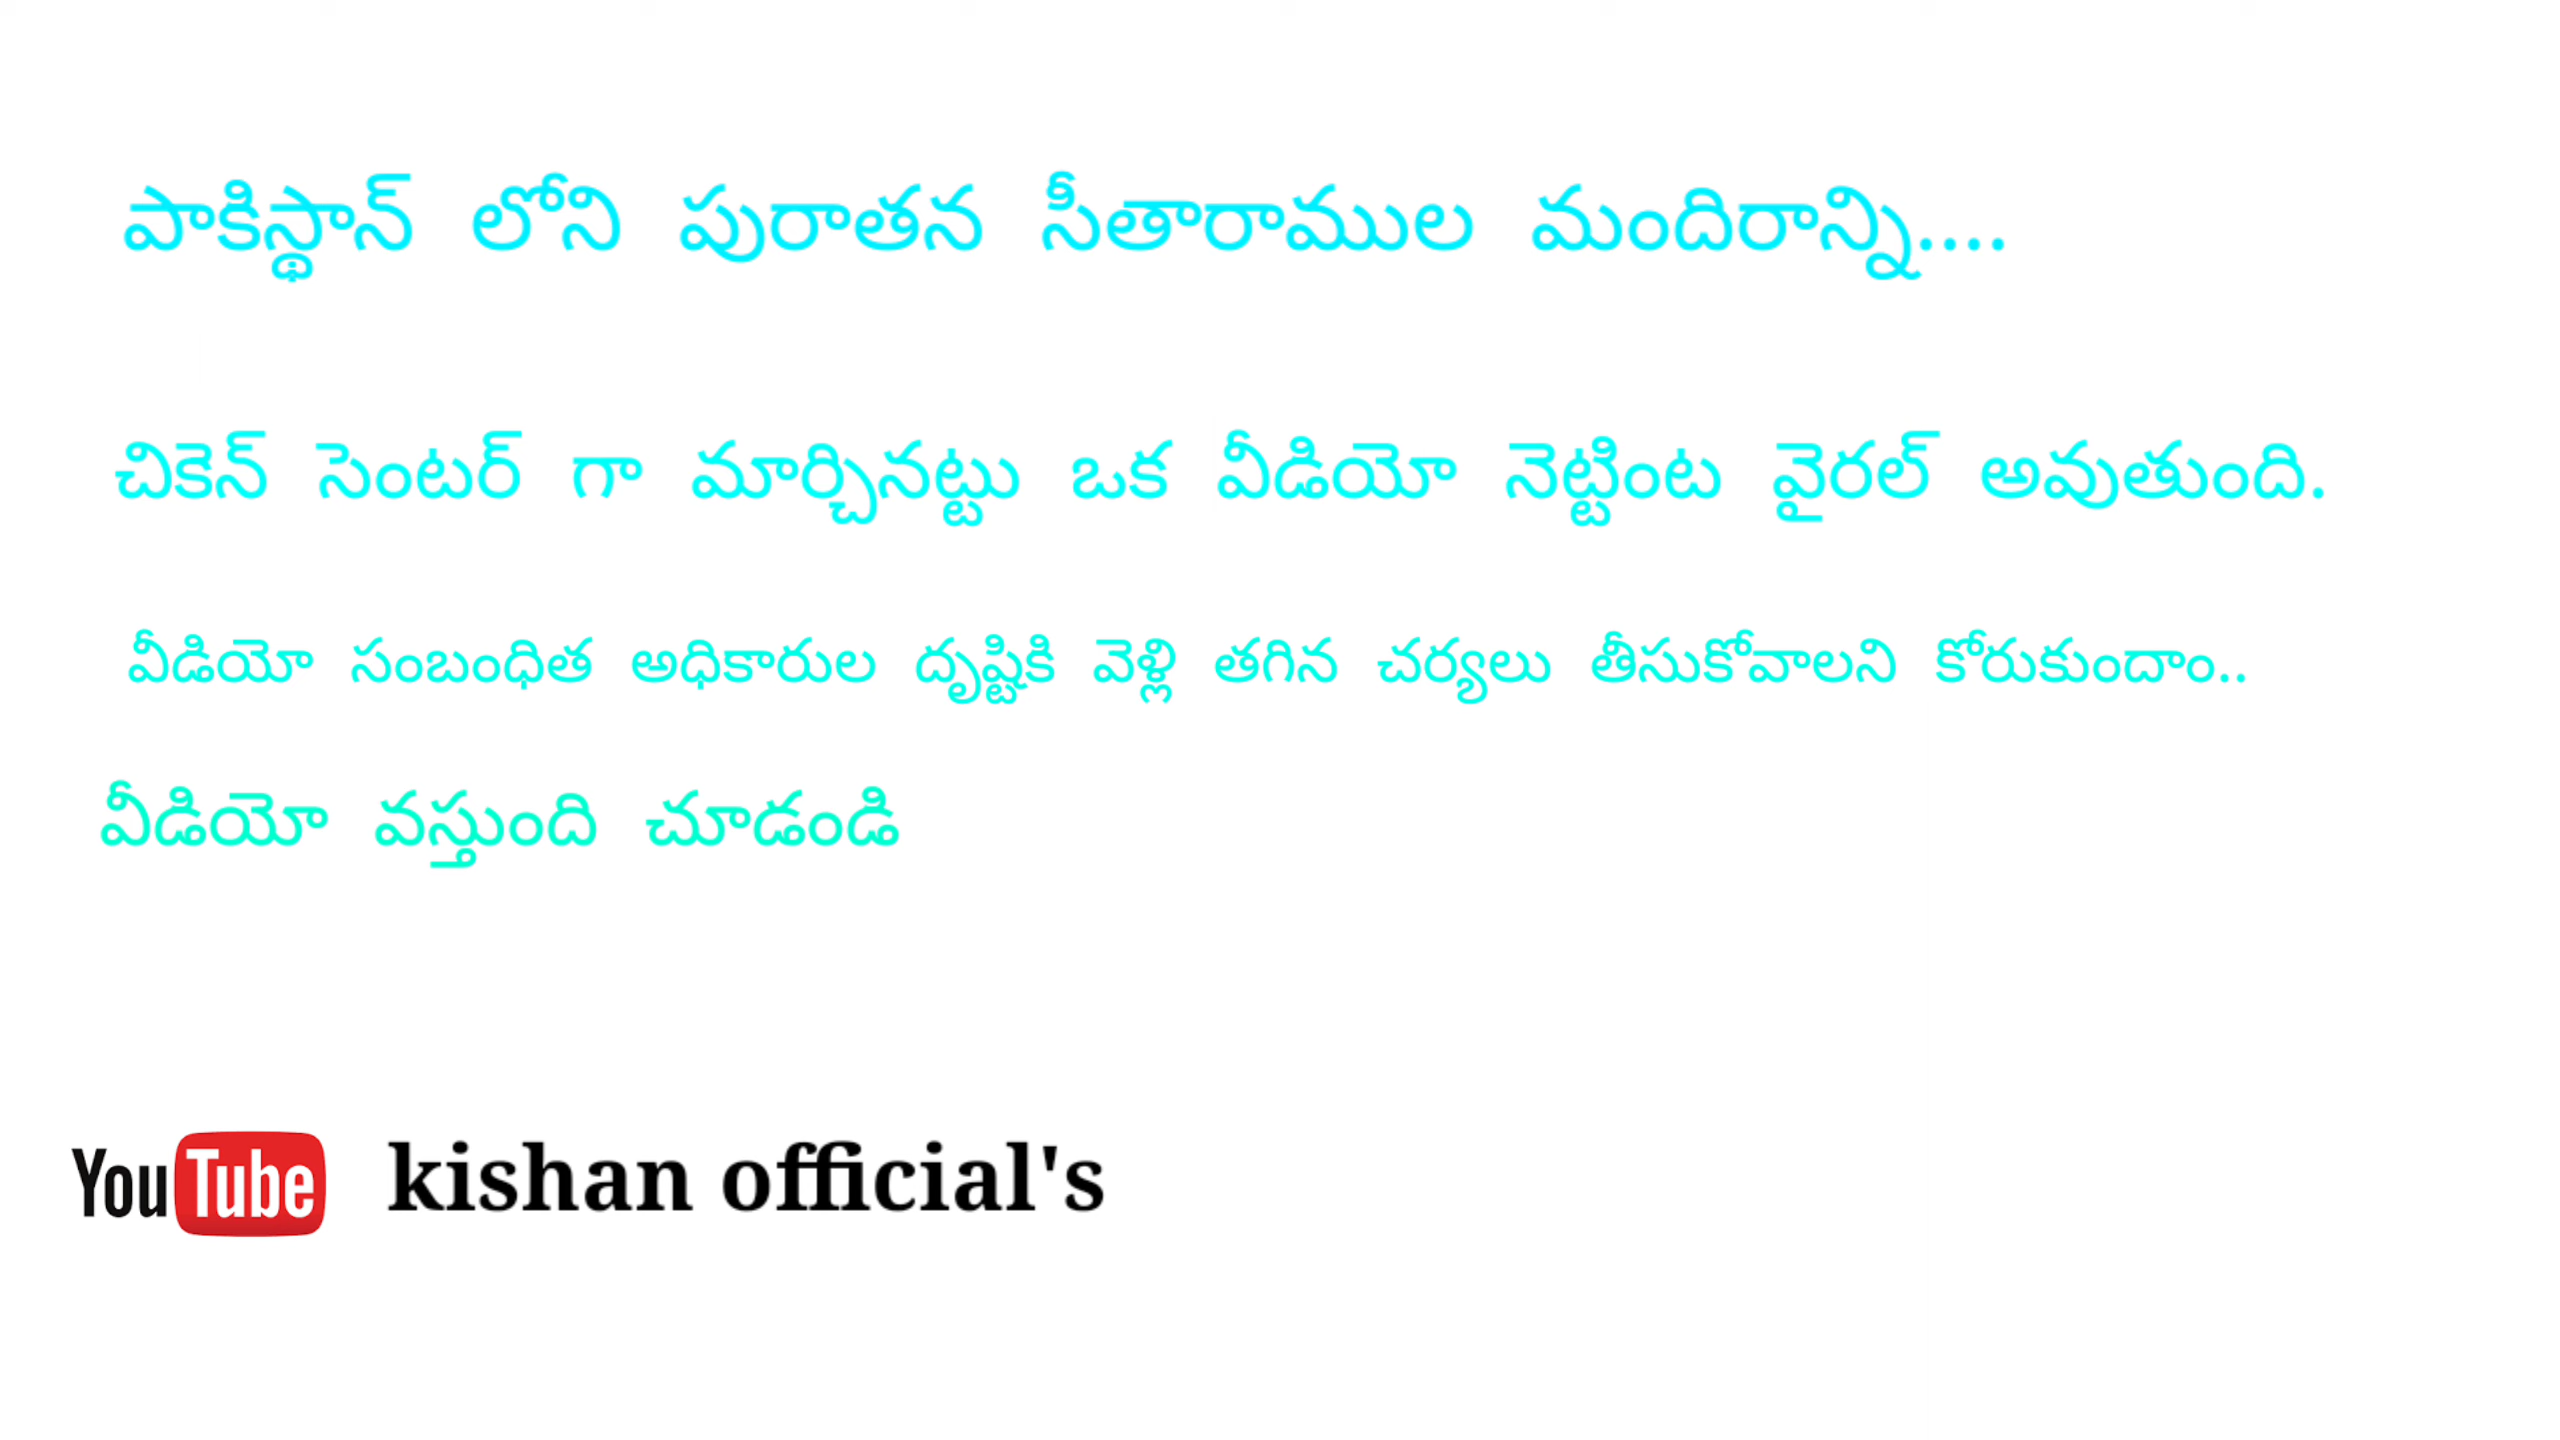 పాకిస్థాన్ లోని పురాతన సీతారాముల మందిరాన్ని....
చికెన్ సెంటర్ గా మార్చినట్టు ఒక వీడియో నెట్టింట వైరల్ అవుతుంది.
వీడియో సంబంధిత అధికారుల దృష్టికి వెళ్లి తగిన చర్యలు తీసుకోవాలని కోరుకుందాం..
వీడియో వస్తుంది చూడండి
YouTube kishan official's